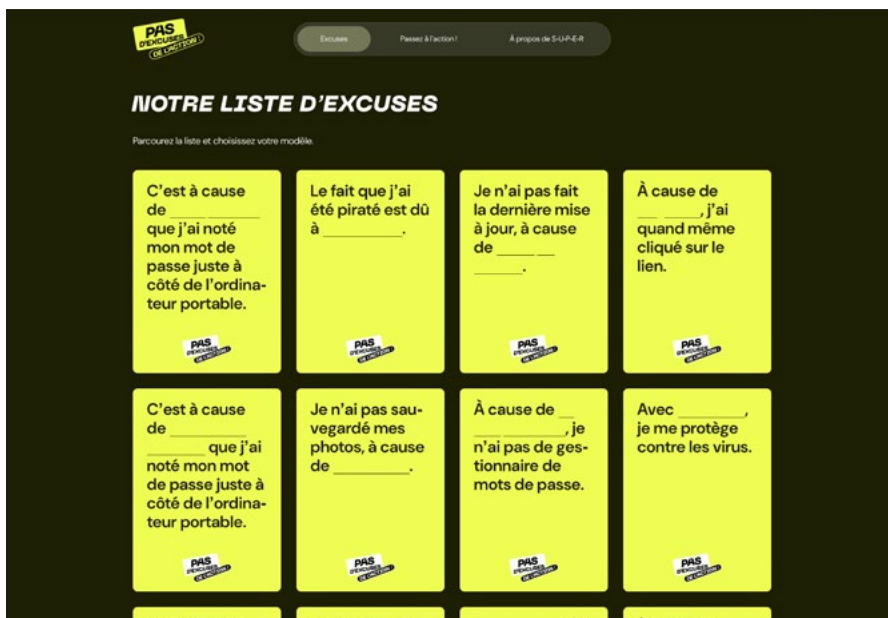 PAS
D'EXCUSES
DE L'ACTION !
Excuses
Passez à l'action !
À propos de S-U-P-E-R
NOTRE LISTE D'EXCUSES
Parcourez la liste et choisissez votre modèle.
C'est à cause
de _____ ________
que j'ai noté
mon mot de
passe juste à
côté de l'ordina-
teur portable.
PAS
D'EXCUSES
DE L'ACTION !
Le fait que j'ai
été piraté est dû
à ____________.
PAS
D'EXCUSES
DE L'ACTION !
Je n'ai pas fait
la dernière mise
à jour, à cause
de ______ ___
_______.
PAS
D'EXCUSES
DE L'ACTION !
À cause de
___ ______, j'ai
quand même
cliqué sur le
lien.
PAS
D'EXCUSES
DE L'ACTION !
C'est à cause
de ___________
_________ que j'ai
noté mon mot
de passe juste à
côté de l'ordina-
teur portable.
PAS
D'EXCUSES
DE L'ACTION !
Je n'ai pas sau-
vegardé mes
photos, à cause
de ___________.
PAS
D'EXCUSES
DE L'ACTION !
À cause de __
____ _________, je
n'ai pas de ges-
tionnaire de
mots de passe.
PAS
D'EXCUSES
DE L'ACTION !
Avec __________,
je me protège
contre les virus.
PAS
D'EXCUSES
DE L'ACTION !